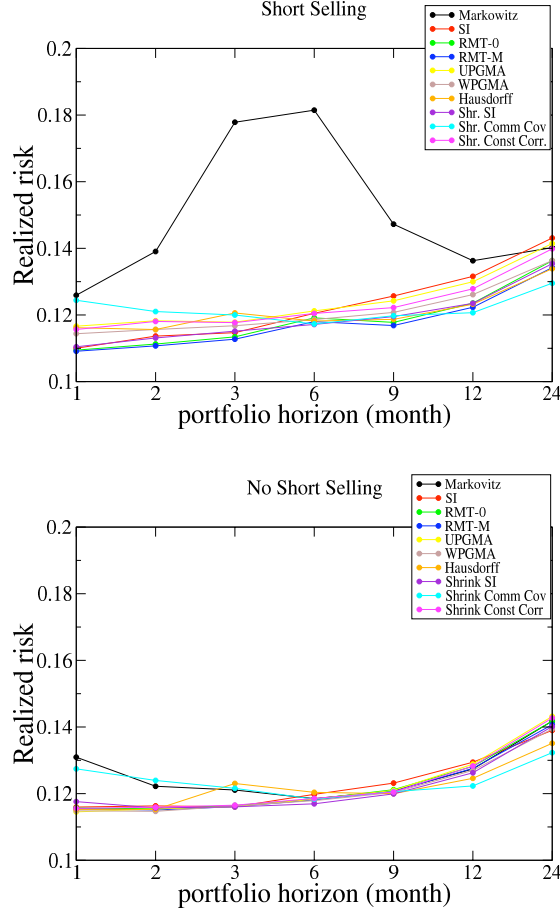 Short Selling
Markowitz
SI
RMT-0
RMT-M
UPGMA
WPGMA
Hausdorff
Shr. SI
Shr. Comm Cov
Shr. Const Corr.
0.2
0.18
0.16
0.14
0.12
0.1
Realized risk
1 2 3 6 9 12 24
portfolio horizon (month)
No Short Selling
Markowitz
SI
RMT-0
RMT-M
UPGMA
WPGMA
Hausdorff
Shrink SI
Shrink Comm Cov
Shrink Const Corr
0.2
0.18
0.16
0.14
0.12
0.1
Realized risk
1 2 3 6 9 12 24
portfolio horizon (month)